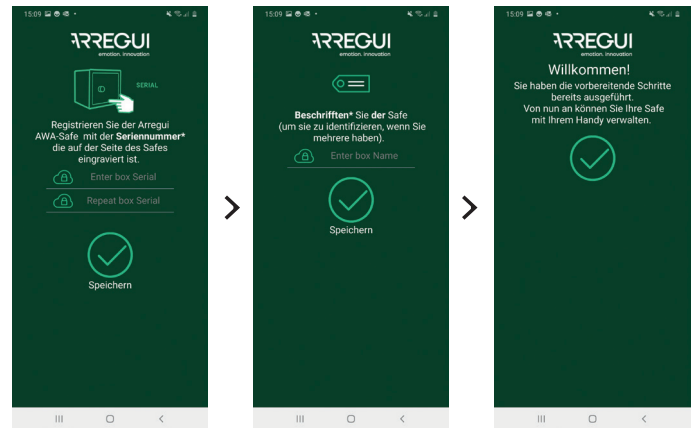 15:09
ARREGUI
emotion. innovation
SERIAL
Registrieren Sie der Arregui
AWA-Safe mit der Seriennummer*
die auf der Seite des Safes
eingraviert ist.
Enter box Serial
Repeat box Serial
Speichern
15:09
ARREGUI
emotion. innovation
Beschrifften* Sie der Safe
(um sie zu identifizieren, wenn Sie
mehrere haben).
Enter box Name
Speichern
15:09
ARREGUI
emotion. innovation
Willkommen!
Sie haben die vorbereitende Schritte
bereits ausgeführt.
Von nun an können Sie Ihre Safe
mit Ihrem Handy verwalten.